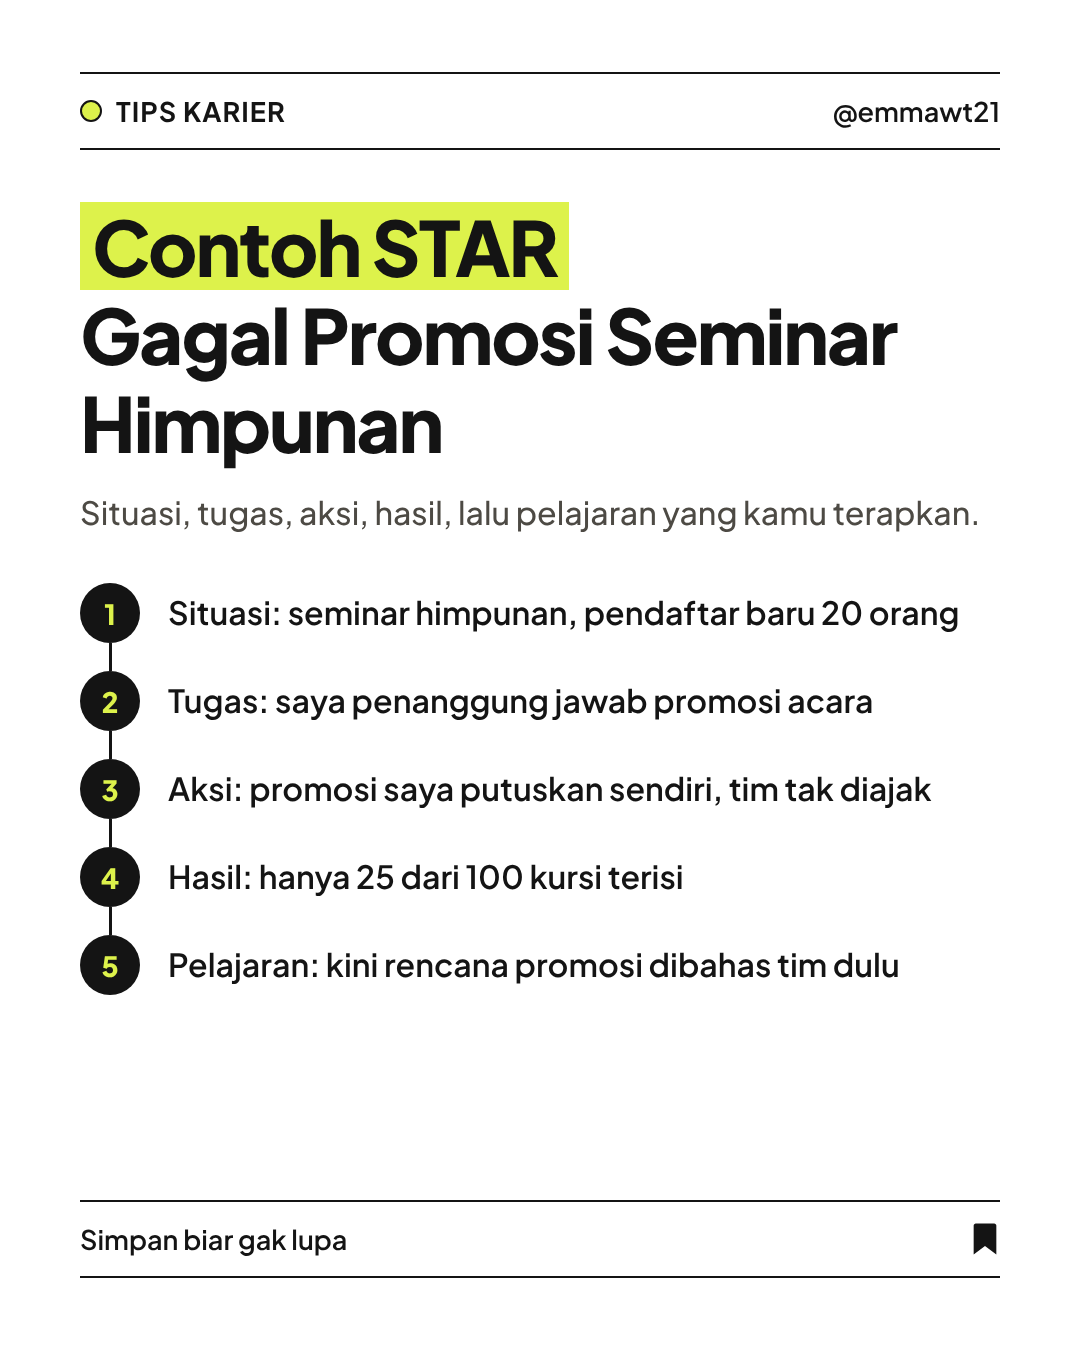 TIPS KARIER
@emmawt21
Contoh STAR
Gagal Promosi Seminar
Himpunan
Situasi, tugas, aksi, hasil, lalu pelajaran yang kamu terapkan.
1 Situasi: seminar himpunan, pendaftar baru 20 orang
2 Tugas: saya penanggung jawab promosi acara
3 Aksi: promosi saya putuskan sendiri, tim tak diajak
4 Hasil: hanya 25 dari 100 kursi terisi
5 Pelajaran: kini rencana promosi dibahas tim dulu
Simpan biar gak lupa